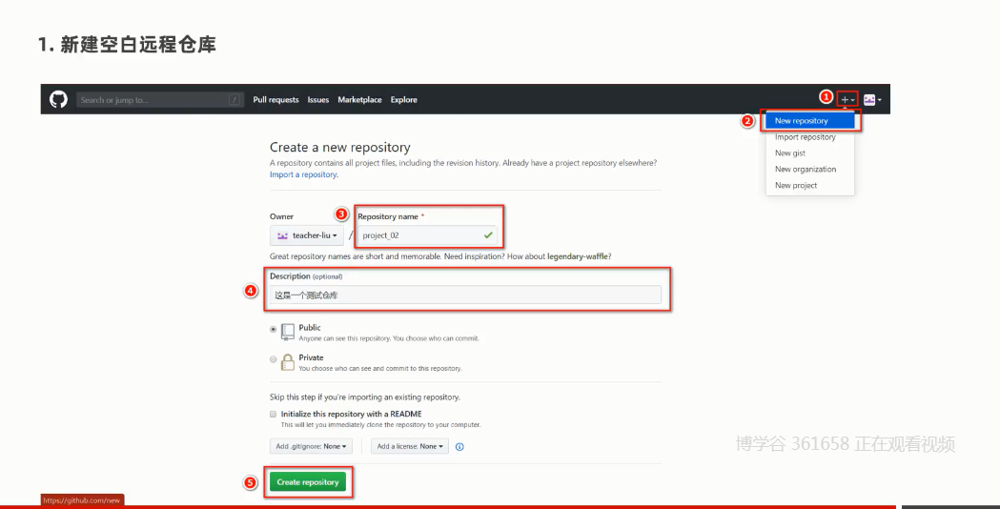 1. 新建空白远程仓库
Search or jump to... /
Pull requests Issues Marketplace Explore
1
2
New repository
Import repository
New gist
New organization
New project
Create a new repository
A repository contains all project files, including the revision history. Already have a project repository elsewhere?
Import a repository.
3
Owner Repository name *
teacher-liu / project_02
Great repository names are short and memorable. Need inspiration? How about legendary-waffle?
4
Description (optional)
这是一个测试仓库
Public
Anyone can see this repository. You choose who can commit.
Private
You choose who can see and commit to this repository.
Skip this step if you're importing an existing repository.
Initialize this repository with a README
This will let you immediately clone the repository to your computer.
Add .gitignore: None Add a license: None
博学谷 361658 正在观看视频
5
Create repository
https://github.com/new